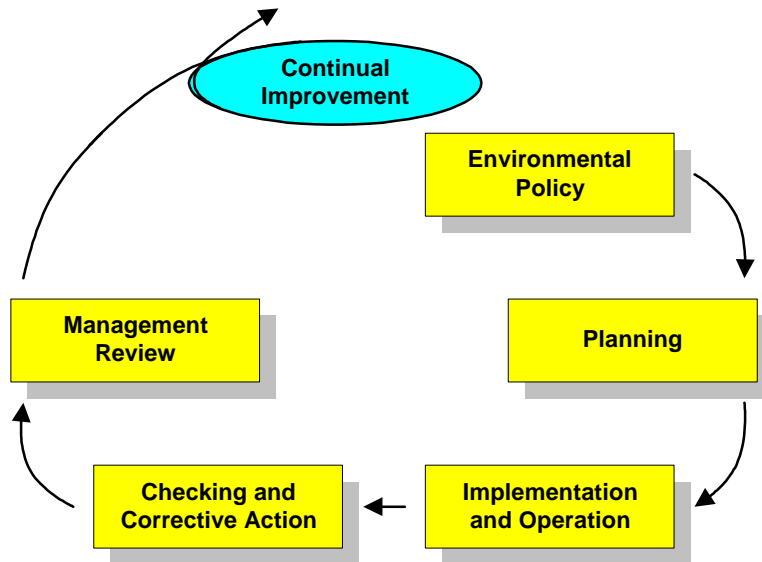 Continual
Improvement
Environmental
Policy
Planning
Implementation
and Operation
Checking and
Corrective Action
Management
Review